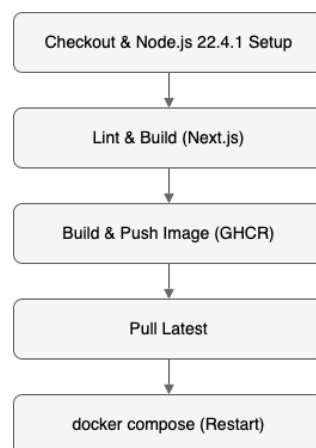 Checkout & Node.js 22.4.1 Setup
Lint & Build (Next.js)
Build & Push Image (GHCR)
Pull Latest
docker compose (Restart)